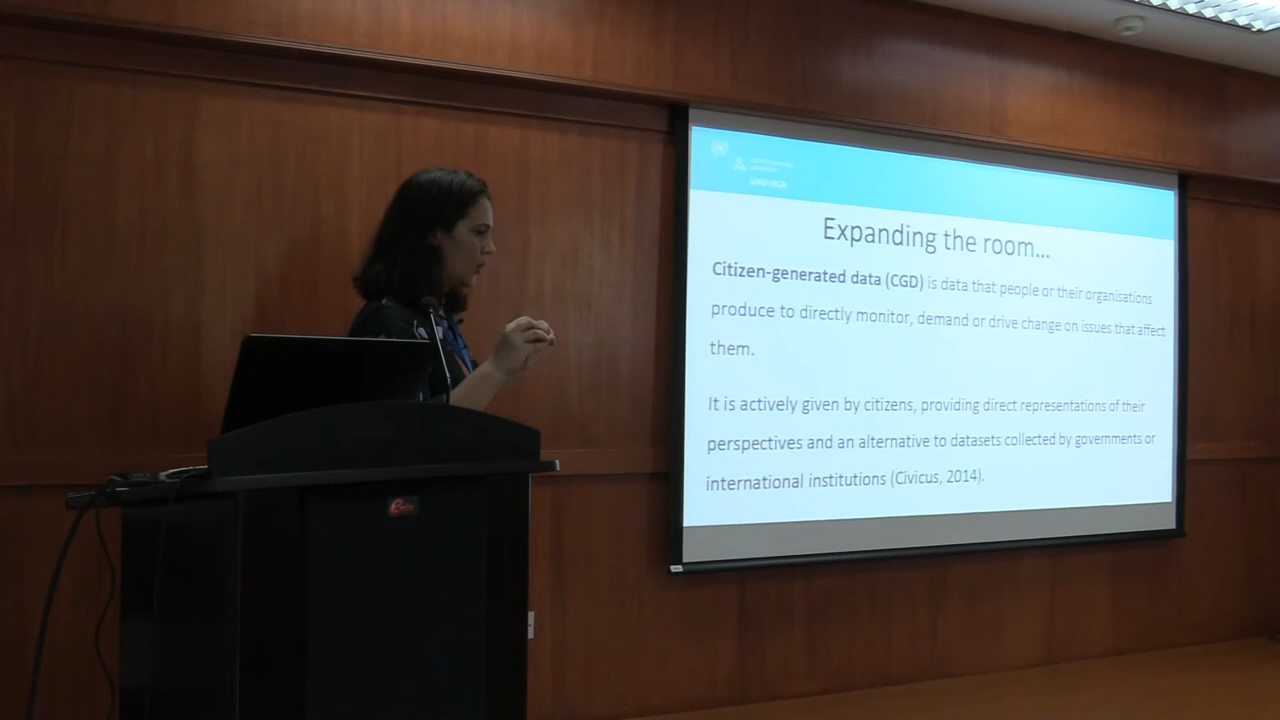 Expanding the room...
Citizen-generated data (CGD) is data that people or their organisations
produce to directly monitor, demand or drive change on issues that affect
them.
It is actively given by citizens, providing direct representations of their
perspectives and an alternative to datasets collected by governments or
international institutions (Civicus, 2014).